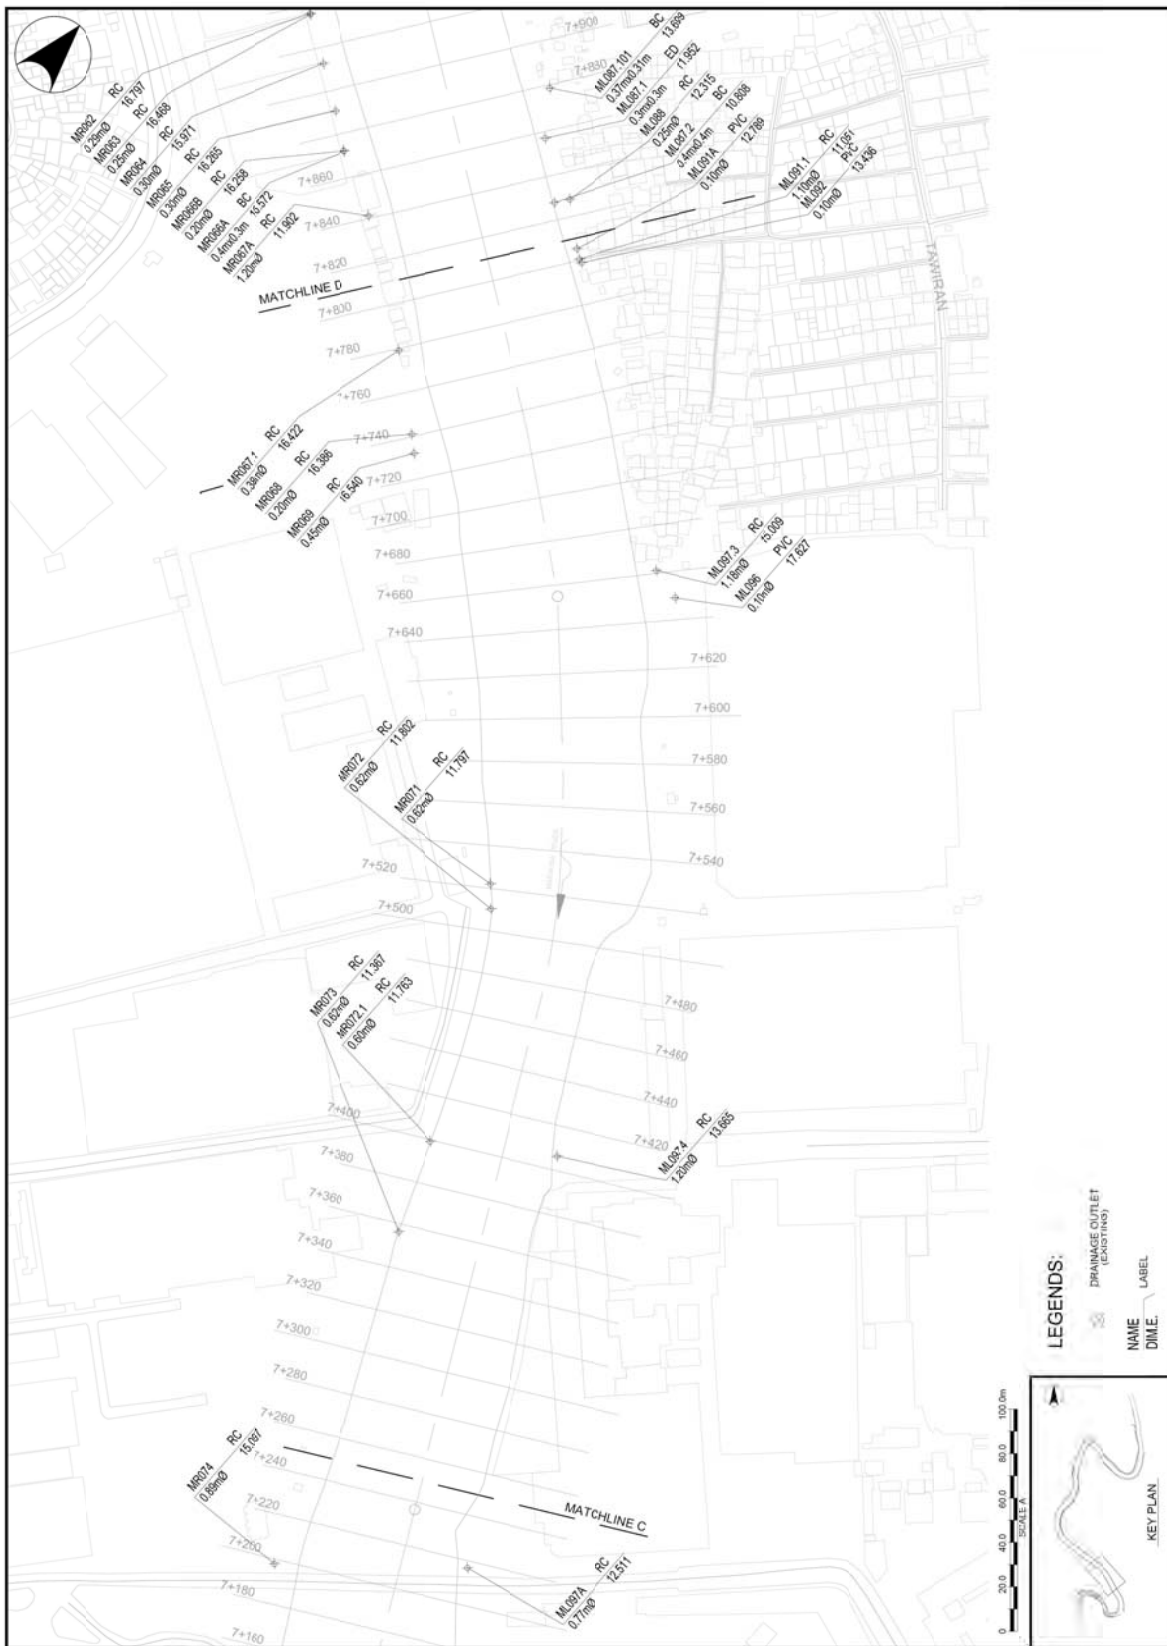 MR062 RC
0.29mØ 16.797
MR063 RC
0.25mØ 16.468
MR064 RC
0.30mØ 15.971
MR065 RC
0.30mØ 16.265
MR066B RC
0.20mØ 16.258
MR066A BC
0.4mx0.3m 15.572
MR067A RC
1.20mØ 11.902
ML087.101 BC
0.37mx0.31m 13.699
ML087.1 ED
0.3mx0.3m 11.952
ML088 RC
0.25mØ 12.315
ML087.2 BC
0.4mx0.4m 10.808
ML091A PVC
0.10mØ 12.789
ML091.1 RC
1.10mØ 11.051
ML092 PVC
0.10mØ 13.436
7+900
7+880
7+860
7+840
7+820
MATCHLINE D
7+800
7+780
7+760
7+740
7+720
7+700
7+680
7+660
7+640
7+620
7+600
7+580
7+560
7+540
7+520
7+500
7+480
7+460
7+440
7+420
7+400
7+380
7+360
7+340
7+320
7+300
7+280
7+260
7+240
7+220
7+200
7+180
7+160
TAWIRAN
MR067.1 RC
0.38mØ 16.422
MR068 RC
0.20mØ 16.386
MR069 RC
0.45mØ 16.540
ML097.3 RC
1.18mØ 15.009
ML096 PVC
0.10mØ 17.627
MR072 RC
0.62mØ 11.802
MR071 RC
0.62mØ 11.797
MR073 RC
0.62mØ 11.367
MR072.1 RC
0.60mØ 11.763
ML097.4 RC
1.20mØ 13.665
MR074 RC
0.89mØ 15.097
MATCHLINE C
ML097A RC
0.77mØ 12.511
LEGENDS:
DRAINAGE OUTLET
(EXISTING)
NAME
DIM.E.
LABEL
0 20.0 40.0 60.0 80.0 100.0m
SCALE A
KEY PLAN